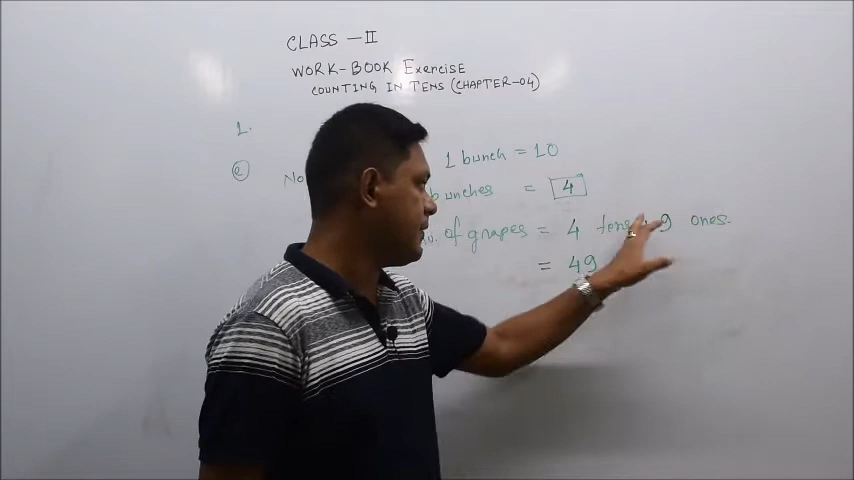 CLASS - II
WORK-BOOK Exercise
COUNTING IN TENS (CHAPTER-04)
1.
No 1 bunch = 10
bunches = 4
of grapes = 4 tens 9 ones.
= 49